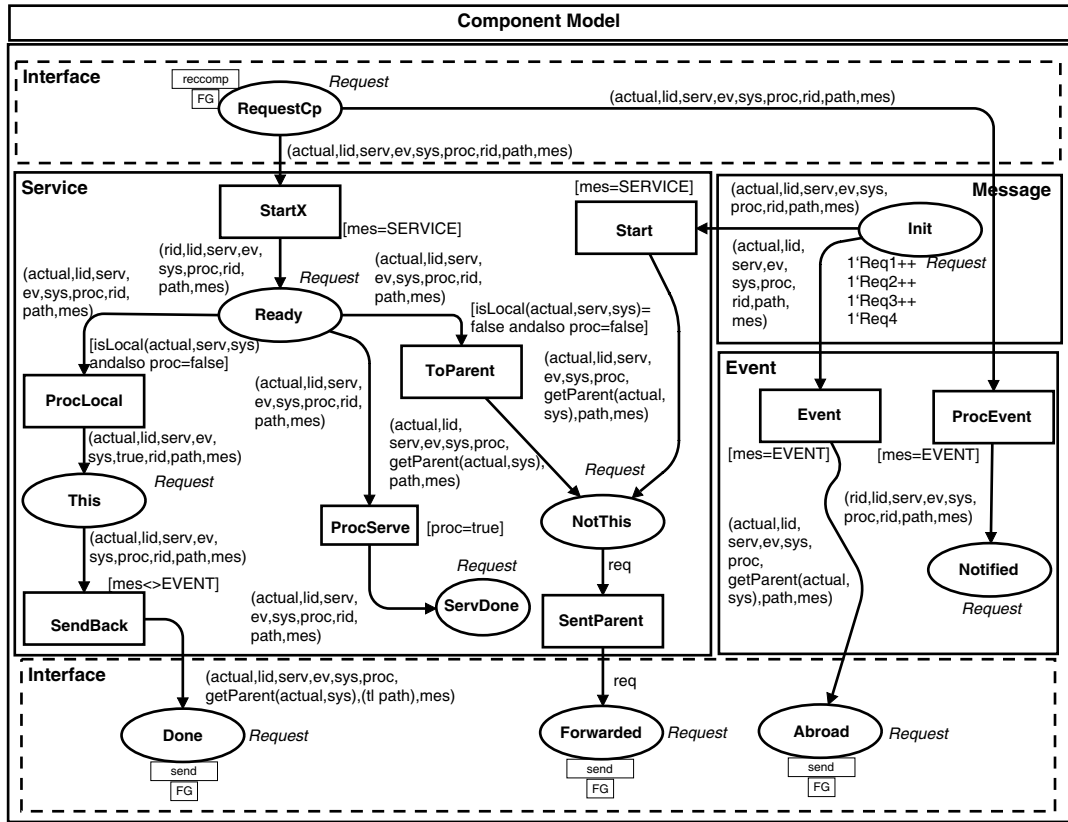 Component Model
Interface
reccomp
FG
Request
RequestCp
(actual,lid,serv,ev,sys,proc,rid,path,mes)
(actual,lid,serv,ev,sys,proc,rid,path,mes)
Service
StartX
[mes=SERVICE]
[mes=SERVICE]
Start
(actual,lid,serv,ev,sys,
proc,rid,path,mes)
Message
Init
Request
1‘Req1++
1‘Req2++
1‘Req3++
1‘Req4
(actual,lid,
serv,ev,
sys,proc,
rid,path,
mes)
(actual,lid,serv,
ev,sys,proc,rid,
path,mes)
(rid,lid,serv,ev,
sys,proc,rid,
path,mes)
Request
Ready
(actual,lid,serv,
ev,sys,proc,rid,
path,mes)
[isLocal(actual,serv,sys)
andalso proc=false]
[isLocal(actual,serv,sys)=
false andalso proc=false]
ProcLocal
(actual,lid,serv,
ev,sys,proc,rid,
path,mes)
ToParent
(actual,lid,serv,
ev,sys,proc,
getParent(actual,
sys),path,mes)
Event
Event
[mes=EVENT]
ProcEvent
[mes=EVENT]
(actual,lid,serv,ev,
sys,true,rid,path,mes)
Request
This
(actual,lid,
serv,ev,sys,proc,
getParent(actual,sys),
path,mes)
Request
NotThis
ProcServe
[proc=true]
(rid,lid,serv,ev,sys,
proc,rid,path,mes)
Notified
Request
(actual,lid,serv,ev,
sys,proc,rid,path,mes)
[mes<>EVENT]
SendBack
(actual,lid,serv,
ev,sys,proc,rid,
path,mes)
Request
ServDone
req
SentParent
(actual,lid,
serv,ev,sys,
proc,
getParent(actual,
sys),path,mes)
Interface
(actual,lid,serv,ev,sys,proc,
getParent(actual,sys),(tl path),mes)
req
Done
Request
send
FG
Forwarded
Request
send
FG
Abroad
Request
send
FG